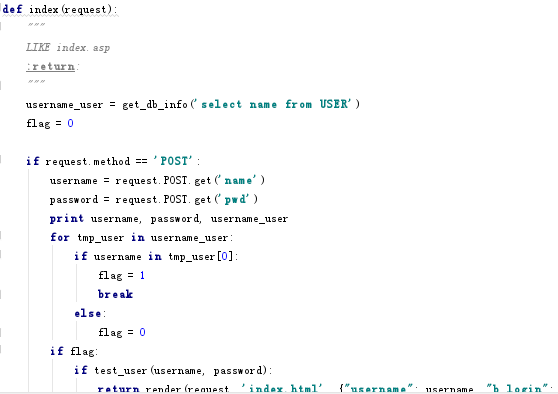 def index(request):
    """
    LIKE index.asp
    :return:
    """
    username_user = get_db_info('select name from USER')
    flag = 0
    if request.method == 'POST':
        username = request.POST.get('name')
        password = request.POST.get('pwd')
        print username, password, username_user
        for tmp_user in username_user:
            if username in tmp_user[0]:
                flag = 1
                break
            else:
                flag = 0
        if flag:
            if test_user(username, password):
                return render(request, 'index.html', {"username": username, "b_login":